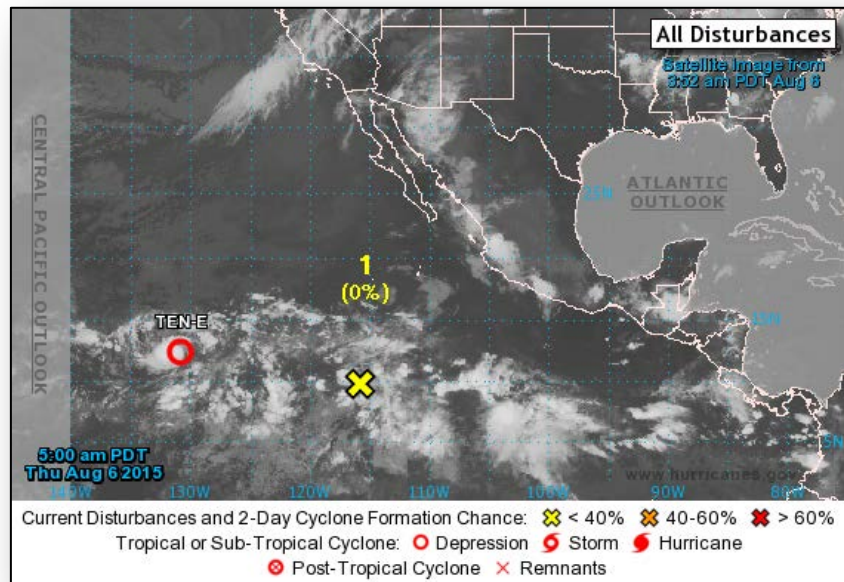 All Disturbances
Satellite Image from
3:52 am PDT Aug 6
CENTRAL PACIFIC OUTLOOK
ATLANTIC
OUTLOOK
25N
1
(0%)
TEN-E
15N
5N
5:00 am PDT
Thu Aug 6 2015
www.hurricanes.gov
140W 130W 120W 110W 100W 90W 80W
Current Disturbances and 2-Day Cyclone Formation Chance: < 40% 40-60% > 60%
Tropical or Sub-Tropical Cyclone: Depression Storm Hurricane
Post-Tropical Cyclone Remnants